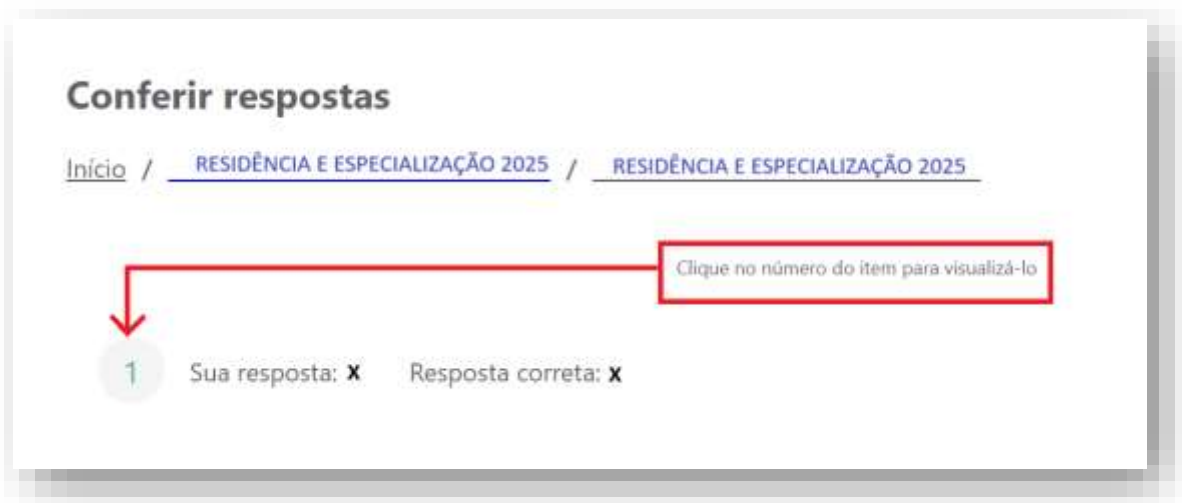 Conferir respostas
Início / RESIDÊNCIA E ESPECIALIZAÇÃO 2025 / RESIDÊNCIA E ESPECIALIZAÇÃO 2025
Clique no número do item para visualizá-lo
1 Sua resposta: x Resposta correta: x